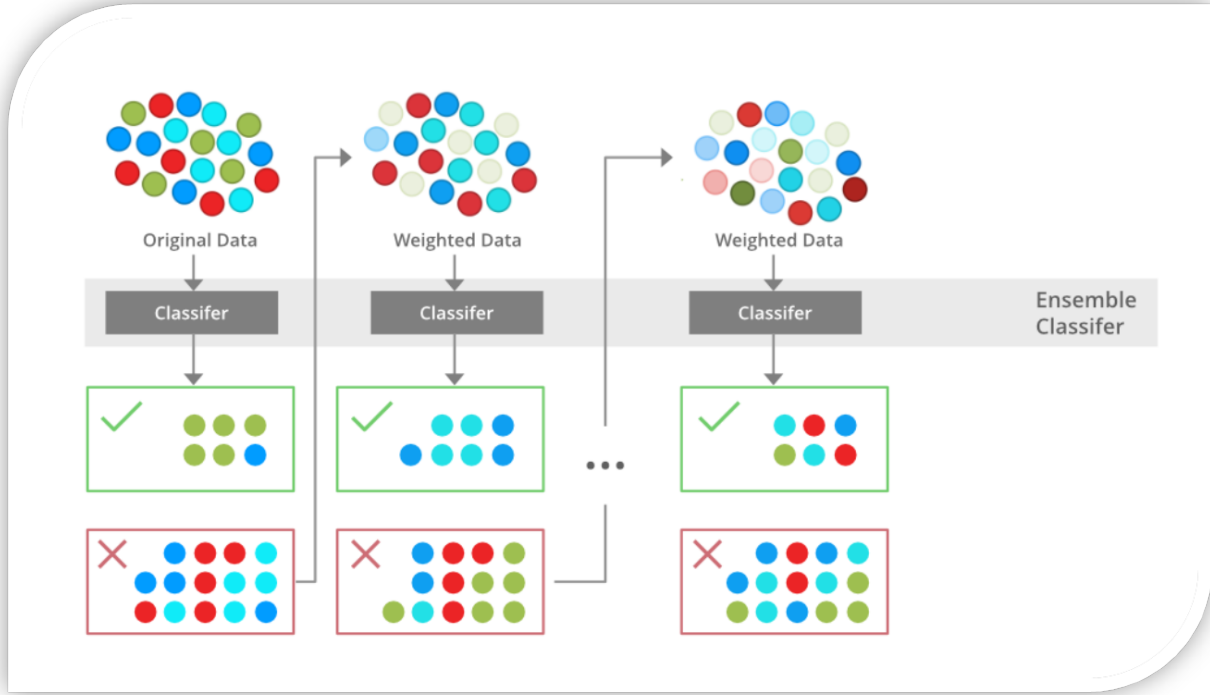 Original Data
Weighted Data
Weighted Data
Classifer
Classifer
Classifer
Ensemble
Classifer
...